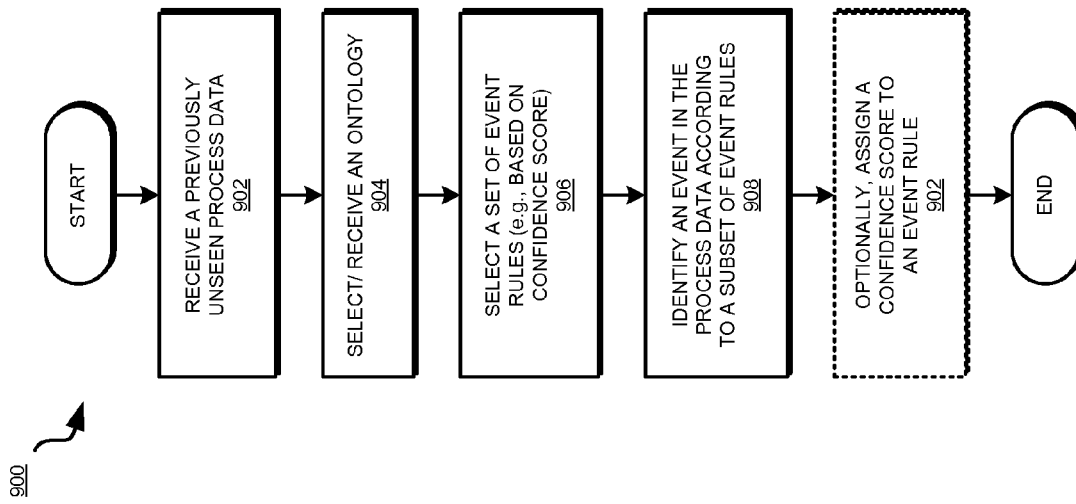 900
START
RECEIVE A PREVIOUSLY
UNSEEN PROCESS DATA
902
SELECT/ RECEIVE AN ONTOLOGY
904
SELECT A SET OF EVENT
RULES (e.g., BASED ON
CONFIDENCE SCORE)
906
IDENTIFY AN EVENT IN THE
PROCESS DATA ACCORDING
TO A SUBSET OF EVENT RULES
908
OPTIONALLY, ASSIGN A
CONFIDENCE SCORE TO
AN EVENT RULE
902
END